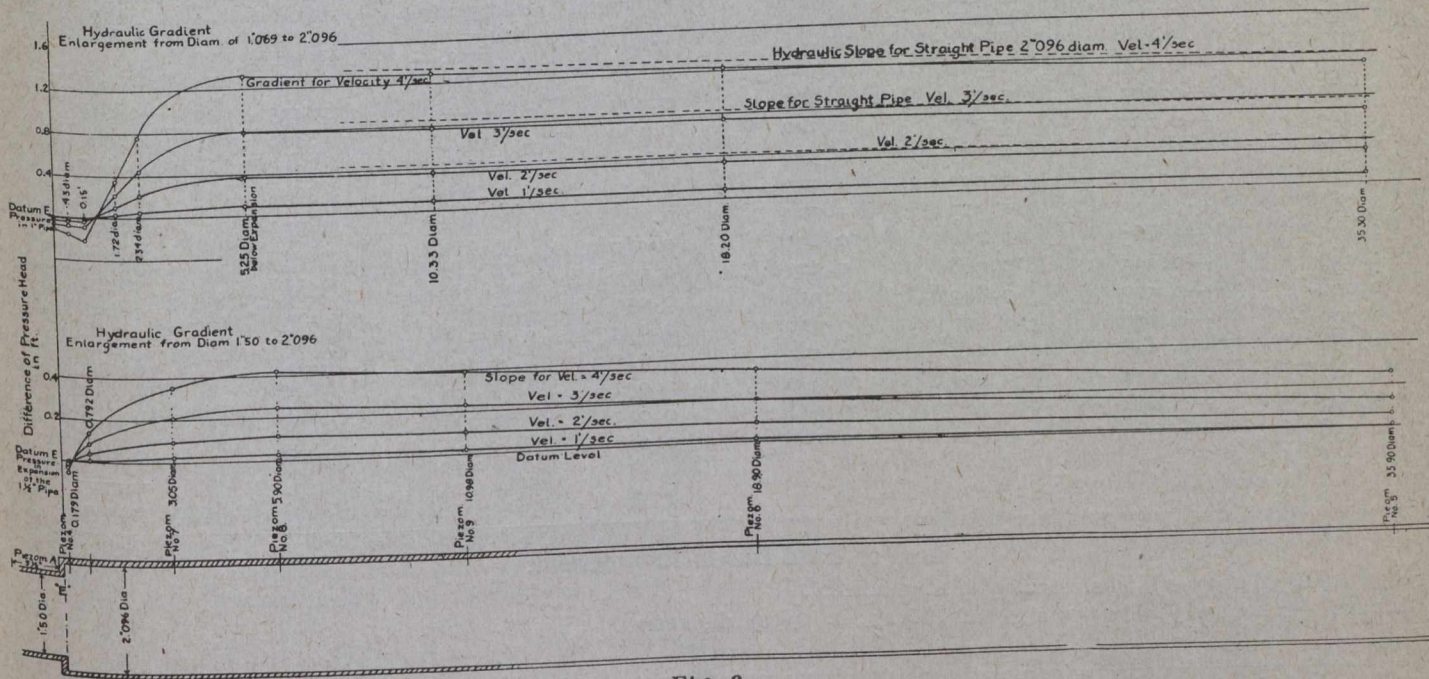 Hydraulic Gradient
Enlargement from Diam. of 1"069 to 2"096
1.6
1.2
0.8
0.4
Hydraulic Slope for Straight Pipe 2"096 diam. Vel-4'/sec
Gradient for Velocity 4'/sec
Slope for Straight Pipe Vel. 3'/sec.
Vel 3'/sec
Vel. 2'/sec.
Vel. 2'/sec
Vel 1'/sec.
Datum E
Pressure
in 1" Pipe
.43 diam
0.15'
1.72 diam
2.34 diam
5.25 Diam
below Expansion
10.33 Diam
18.20 Diam
35.30 Diam
Difference of Pressure Head
in ft.
Hydraulic Gradient
Enlargement from Diam 1"50 to 2"096
0.4
0.2
Slope for Vel. = 4'/sec
Vel = 3'/sec
Vel. = 2'/sec.
Vel. = 1'/sec
Datum Level
Datum E
Pressure
Expansion
of the
1½" Pipe
0.792 Diam
Piezom
No.4
0.179 Diam
Piezom 3.05 Diam
No 7
Piezom 5.90 Diam
No. 8.
Piezom 10.98 Diam
No 9
Piezom 18.90 Diam
No. 6
Piezom 35.90 Diam
No. 5
Piezom A
"E"
1"50 Dia
2"096 Dia